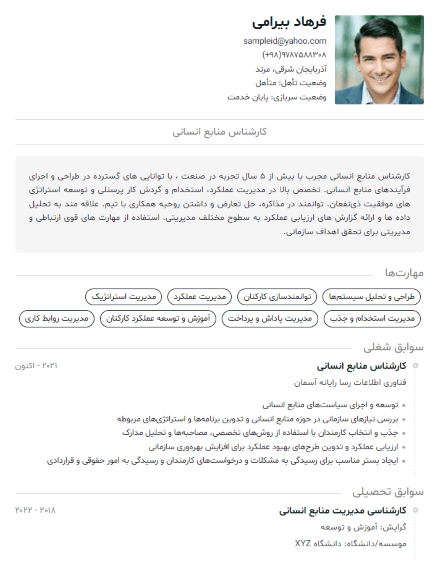 فرهاد بیرامی
sampleid@yahoo.com
(+۹۸)۹۷۸۷۵۸۸۳۰۸
آذربایجان شرقی، مرند
وضعیت تأهل: متأهل
وضعیت سربازی: پایان خدمت
کارشناس منابع انسانی
کارشناس منابع انسانی مجرب با بیش از ۵ سال تجربه در صنعت ، با توانایی های گسترده در طراحی و اجرای
فرآیندهای منابع انسانی. تخصص بالا در مدیریت عملکرد، استخدام و گردش کار پرسنلی و توسعه استراتژی
های موفقیت ذی‌نفعان. توانمند در مذاکره، حل تعارض و داشتن روحیه همکاری با تیم. علاقه مند به تحلیل
داده ها و ارائه گزارش های ارزیابی عملکرد به سطوح مختلف مدیریتی. استفاده از مهارت های قوی ارتباطی و
مدیریتی برای تحقق اهداف سازمانی.
مهارت‌ها
طراحی و تحلیل سیستم‌ها توانمندسازی کارکنان مدیریت عملکرد مدیریت استراتژیک
مدیریت استخدام و جذب مدیریت پاداش و پرداخت آموزش و توسعه عملکرد کارکنان مدیریت روابط کاری
سوابق شغلی
کارشناس منابع انسانی ۲۰۲۱ - اکنون
فناوری اطلاعات رسا رایانه آسمان
توسعه و اجرای سیاست‌های منابع انسانی
بررسی نیازهای سازمانی در حوزه منابع انسانی و تدوین برنامه‌ها و استراتژی‌های مربوطه
جذب و انتخاب کارمندان با استفاده از روش‌های تخصصی، مصاحبه‌ها و تحلیل مدارک
ارزیابی عملکرد و تدوین طرح‌های بهبود عملکرد برای افزایش بهره‌وری سازمانی
ایجاد بستر مناسب برای رسیدگی به مشکلات و درخواست‌های کارمندان و رسیدگی به امور حقوقی و قراردادی
سوابق تحصیلی
کارشناسی مدیریت منابع انسانی ۲۰۱۸ - ۲۰۲۲
گرایش: آموزش و توسعه
موسسه/دانشگاه: دانشگاه XYZ